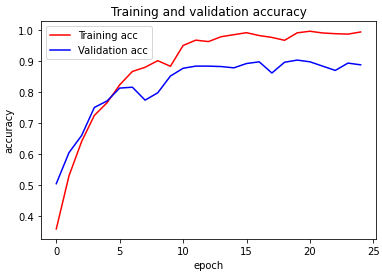 Training and validation accuracy
Training acc
Validation acc
1.0
0.9
0.8
0.7
0.6
0.5
0.4
accuracy
0
5
10
15
20
25
epoch